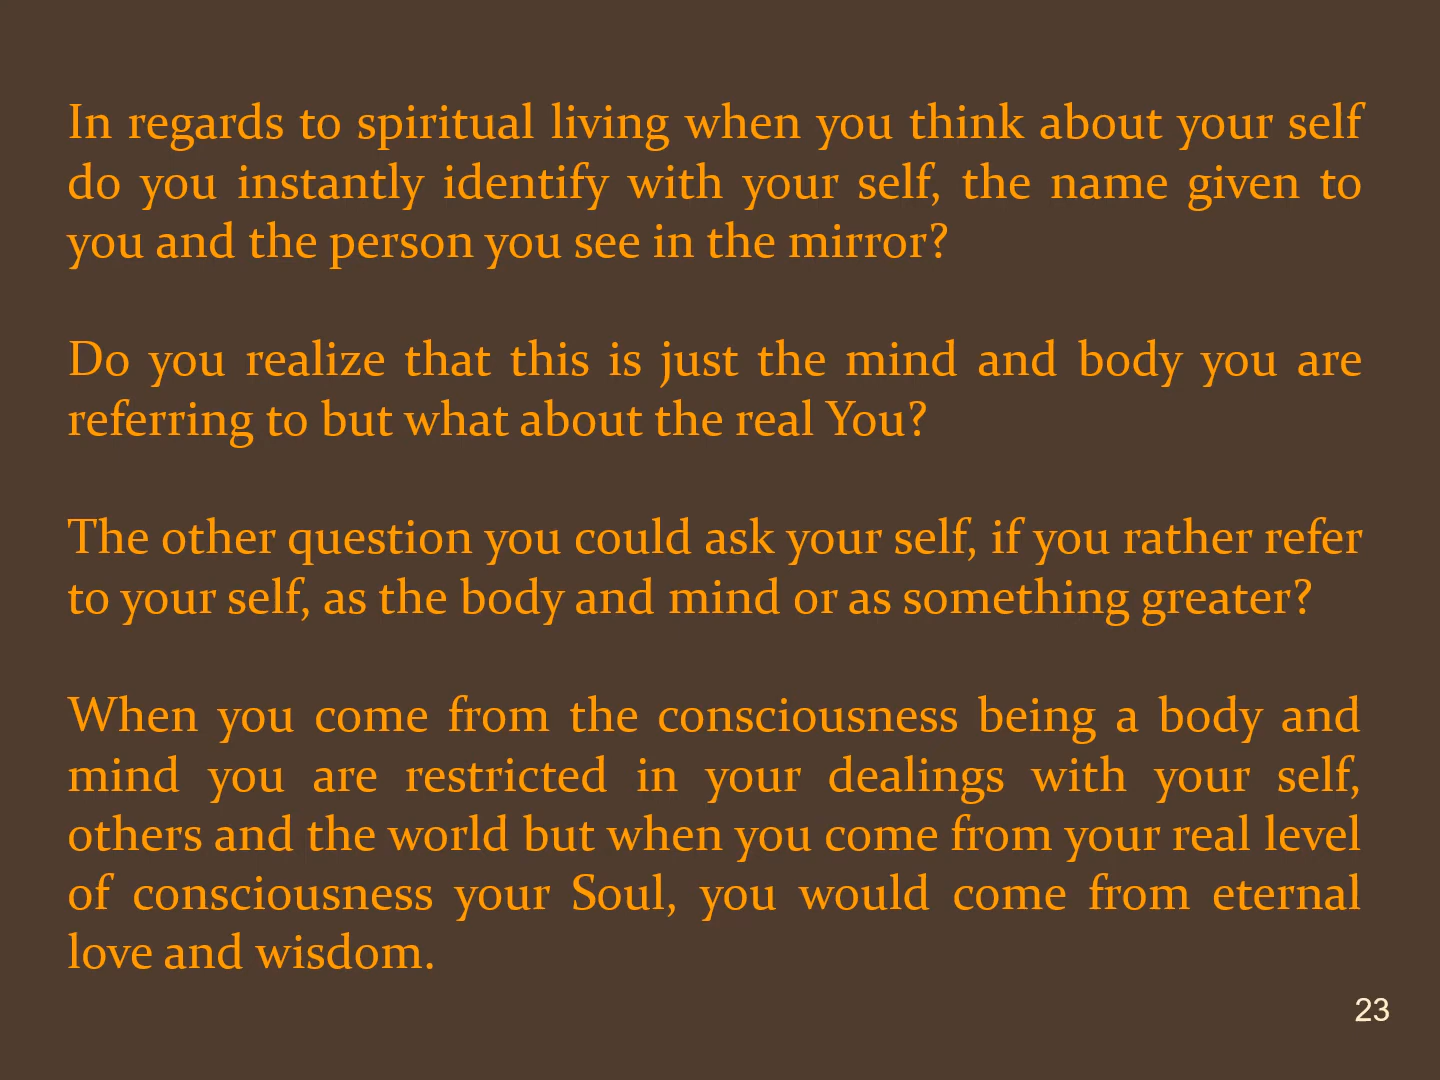 In regards to spiritual living when you think about your self
do you instantly identify with your self, the name given to
you and the person you see in the mirror?
Do you realize that this is just the mind and body you are
referring to but what about the real You?
The other question you could ask your self, if you rather refer
to your self, as the body and mind or as something greater?
When you come from the consciousness being a body and
mind you are restricted in your dealings with your self,
others and the world but when you come from your real level
of consciousness your Soul, you would come from eternal
love and wisdom.
23